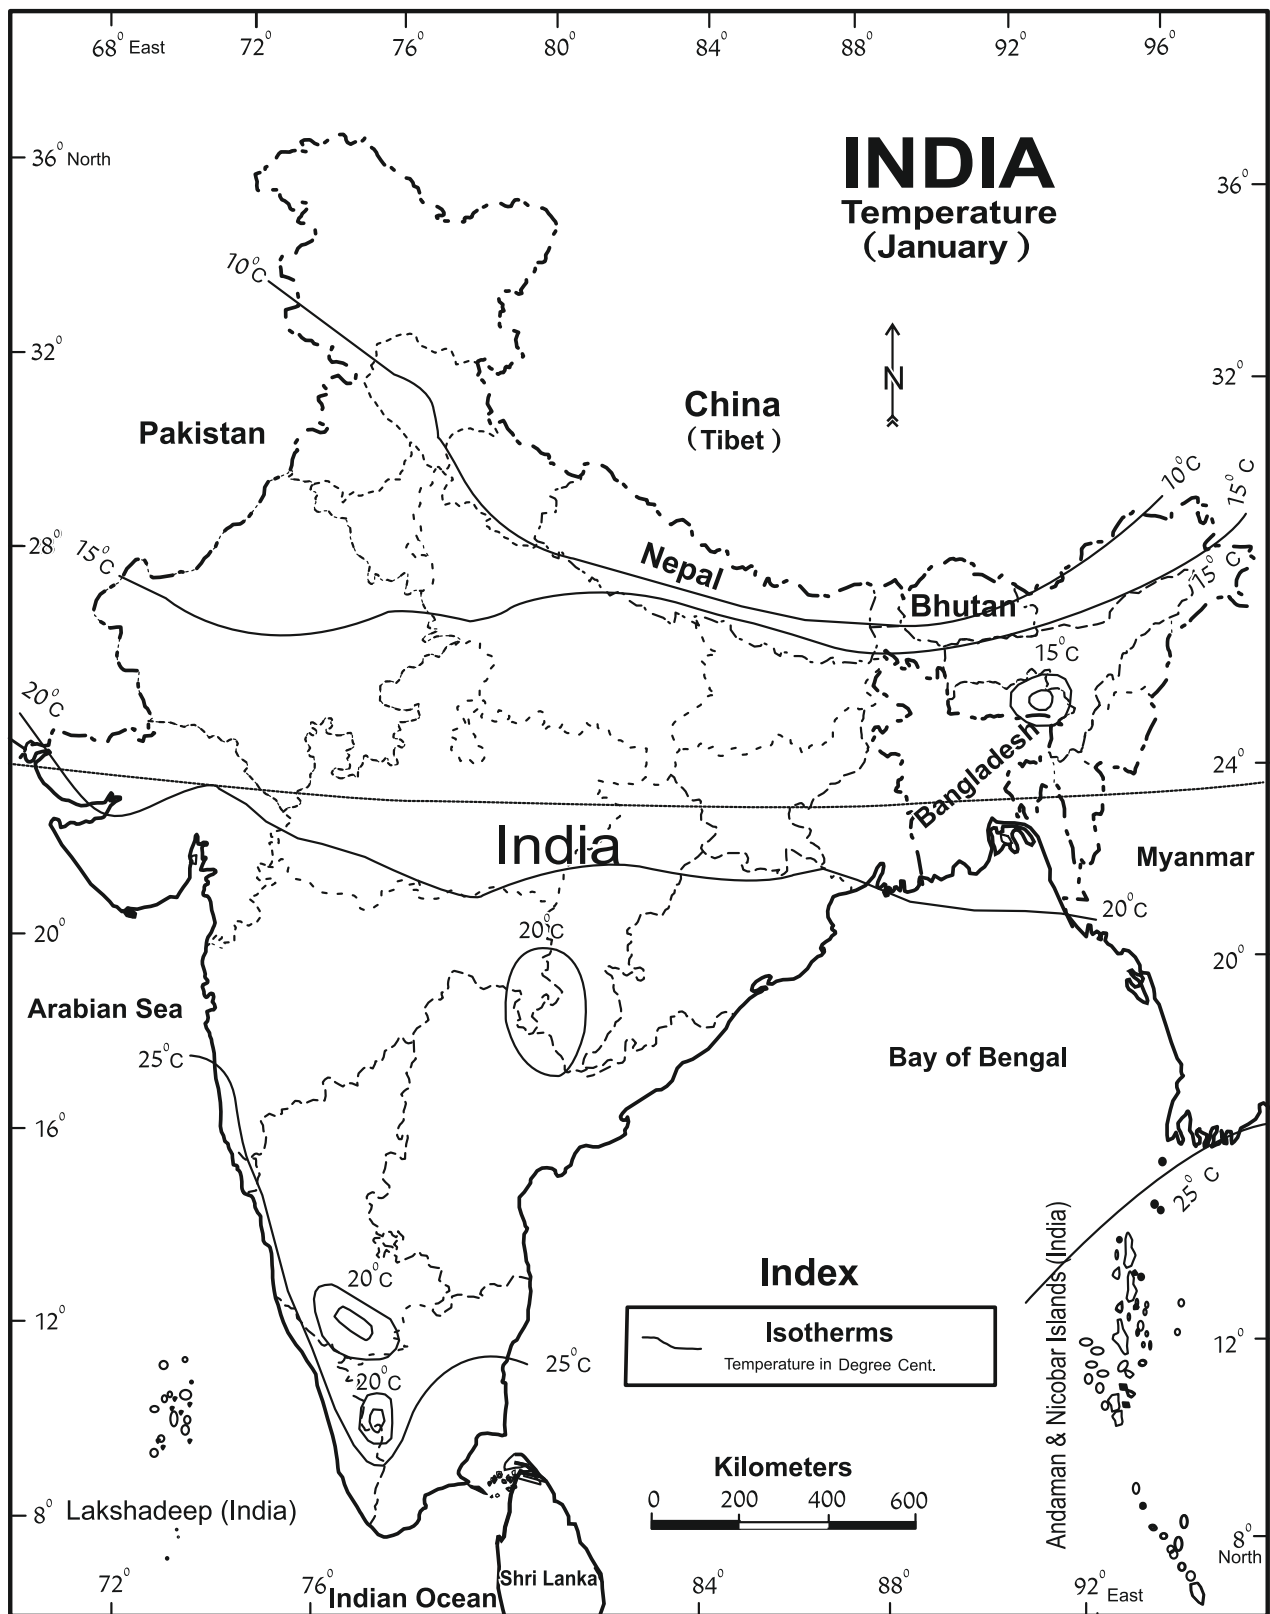 68° East 72° 76° 80° 84° 88° 92° 96°
INDIA
Temperature
(January)
36° North
36°
10°C
N
32°
32°
China
(Tibet)
Pakistan
10°C
15°C
28°
15°C
Nepal
15°C
Bhutan
15°C
20°C
24°
Bangladesh
India
Myanmar
20°C
20°
20°C
20°
Arabian Sea
25°C
Bay of Bengal
16°
25°C
Andaman & Nicobar Islands (India)
20°C
Index
12°
12°
Isotherms
Temperature in Degree Cent.
25°C
20°C
Kilometers
0 200 400 600
8°
Lakshadeep (India)
8°
North
Shri Lanka
72° 76° 84° 88° 92° East
Indian Ocean